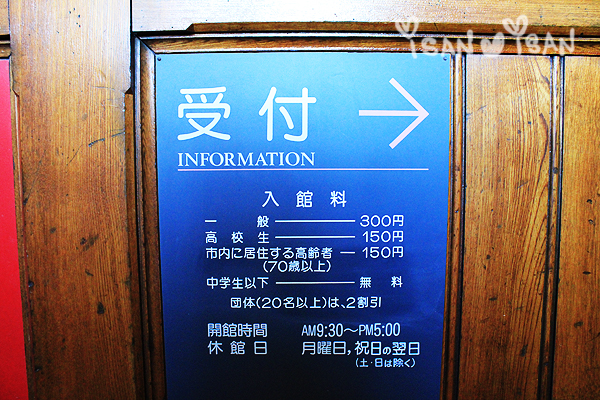 YSAN YSAN
受付 →
INFORMATION
入館料
一般 ――― 300円
高校生 ――― 150円
市内に居住する高齢者 ― 150円
(70歳以上)
中学生以下 ――― 無料
団体(20名以上)は、2割引
開館時間 AM9:30～PM5:00
休館日 月曜日，祝日の翌日
(土・日は除く)